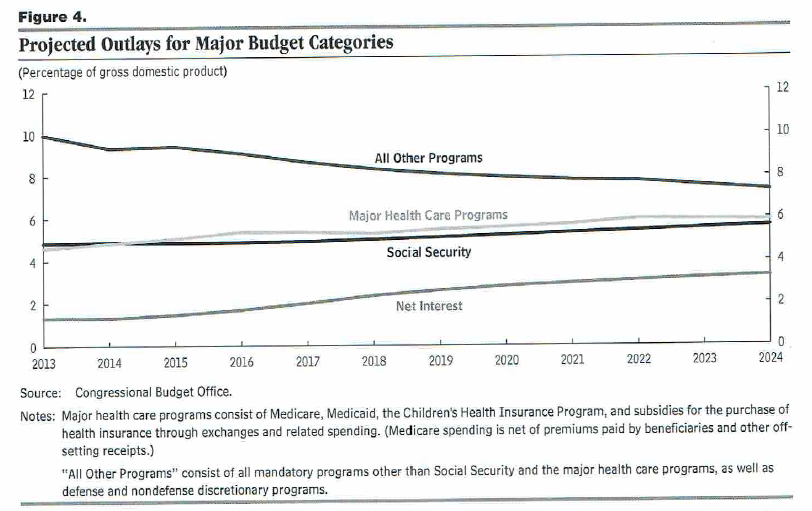 Figure 4.
Projected Outlays for Major Budget Categories
(Percentage of gross domestic product)
12
12
10
10
All Other Programs
8
8
Major Health Care Programs
6
6
Social Security
4
4
Net Interest
2
2
0
0
2013 2014 2015 2016 2017 2018 2019 2020 2021 2022 2023 2024
Source: Congressional Budget Office.
Notes: Major health care programs consist of Medicare, Medicaid, the Children's Health Insurance Program, and subsidies for the purchase of
health insurance through exchanges and related spending. (Medicare spending is net of premiums paid by beneficiaries and other off-
setting receipts.)
"All Other Programs" consist of all mandatory programs other than Social Security and the major health care programs, as well as
defense and nondefense discretionary programs.